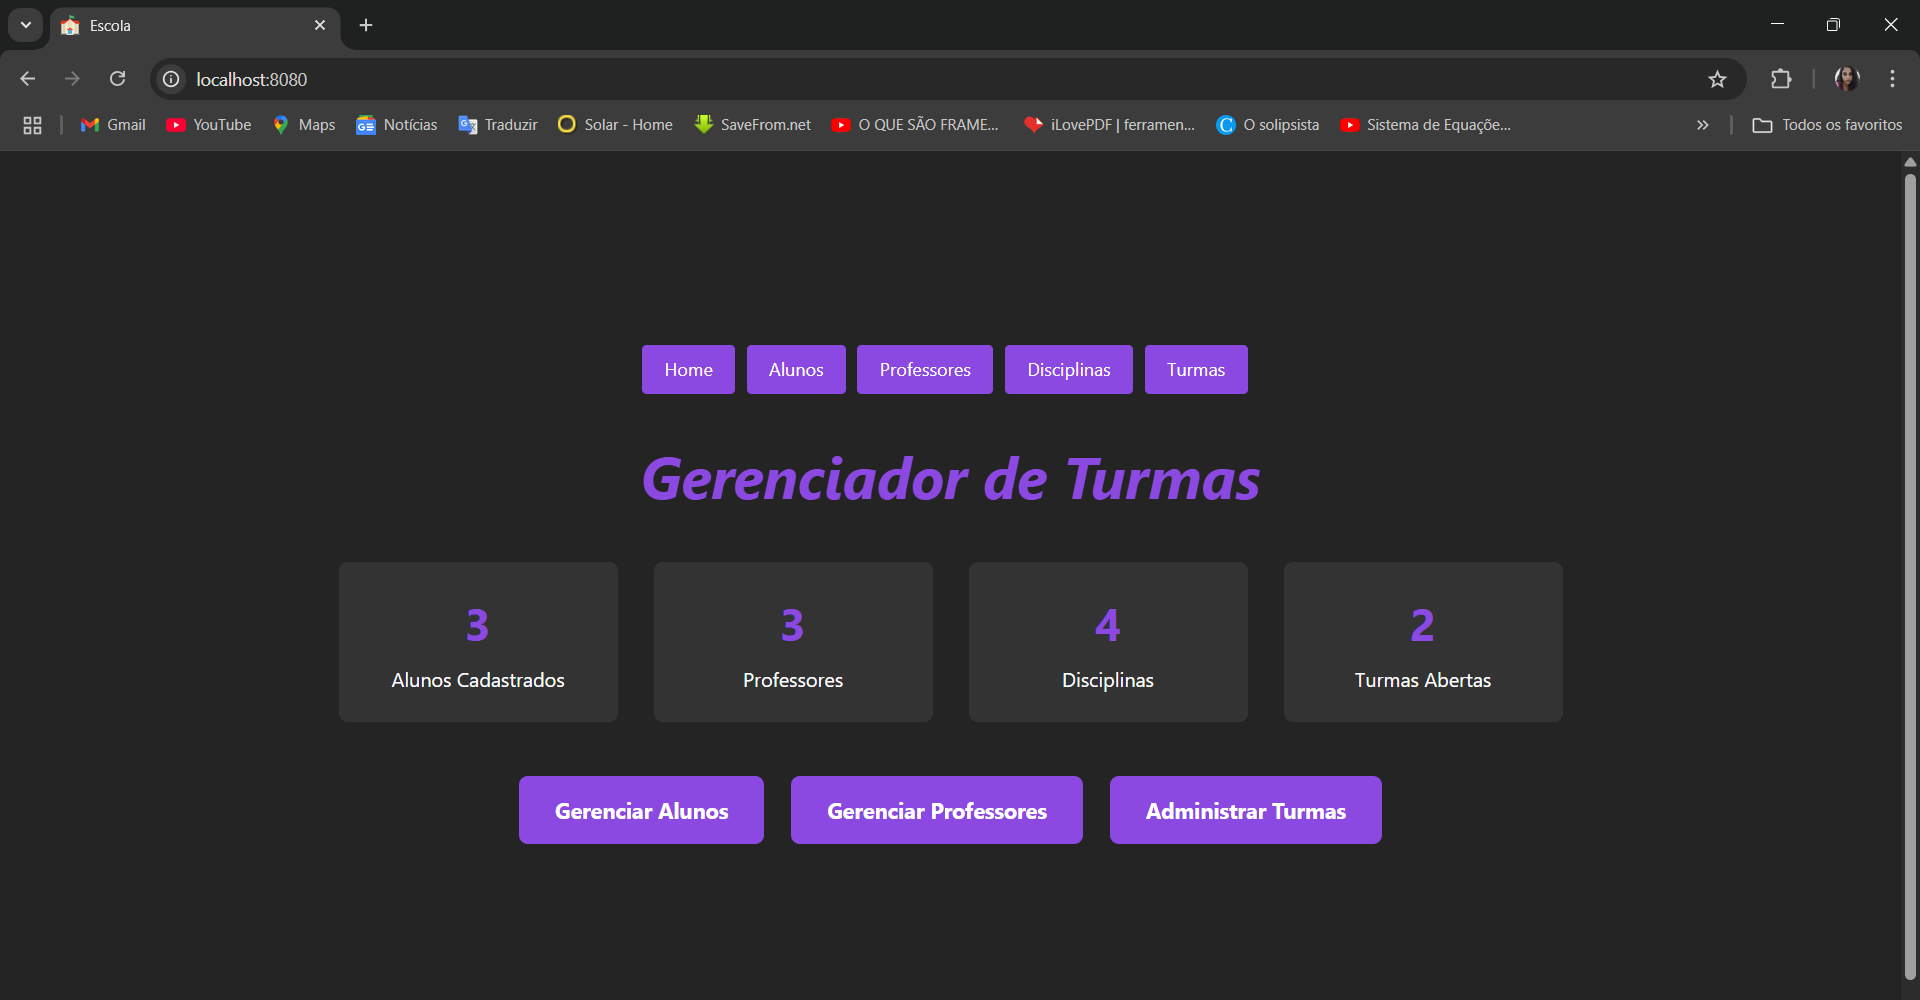 Escola
localhost:8080
Gmail YouTube Maps Notícias Traduzir Solar - Home SaveFrom.net O QUE SÃO FRAME... iLovePDF | ferramen... O solipsista Sistema de Equaçõe... » Todos os favoritos
Home Alunos Professores Disciplinas Turmas
Gerenciador de Turmas
3 3 4 2
Alunos Cadastrados Professores Disciplinas Turmas Abertas
Gerenciar Alunos Gerenciar Professores Administrar Turmas